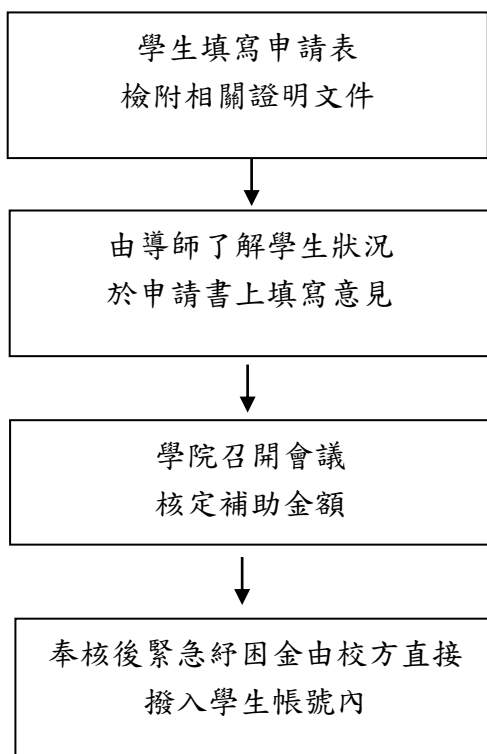 學生填寫申請表
檢附相關證明文件
由導師了解學生狀況
於申請書上填寫意見
學院召開會議
核定補助金額
奉核後緊急紓困金由校方直接
撥入學生帳號內